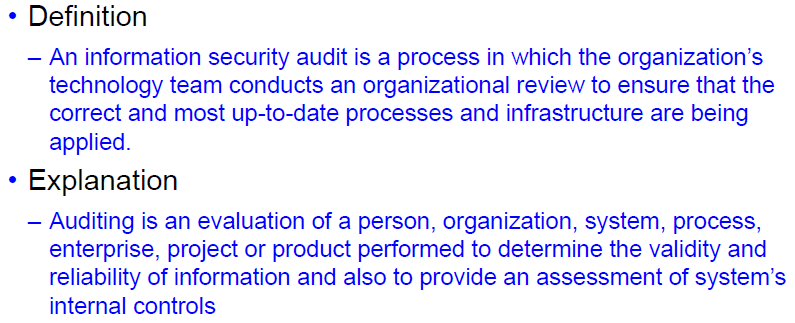 • Definition
– An information security audit is a process in which the organization's
technology team conducts an organizational review to ensure that the
correct and most up-to-date processes and infrastructure are being
applied.
• Explanation
– Auditing is an evaluation of a person, organization, system, process,
enterprise, project or product performed to determine the validity and
reliability of information and also to provide an assessment of system's
internal controls